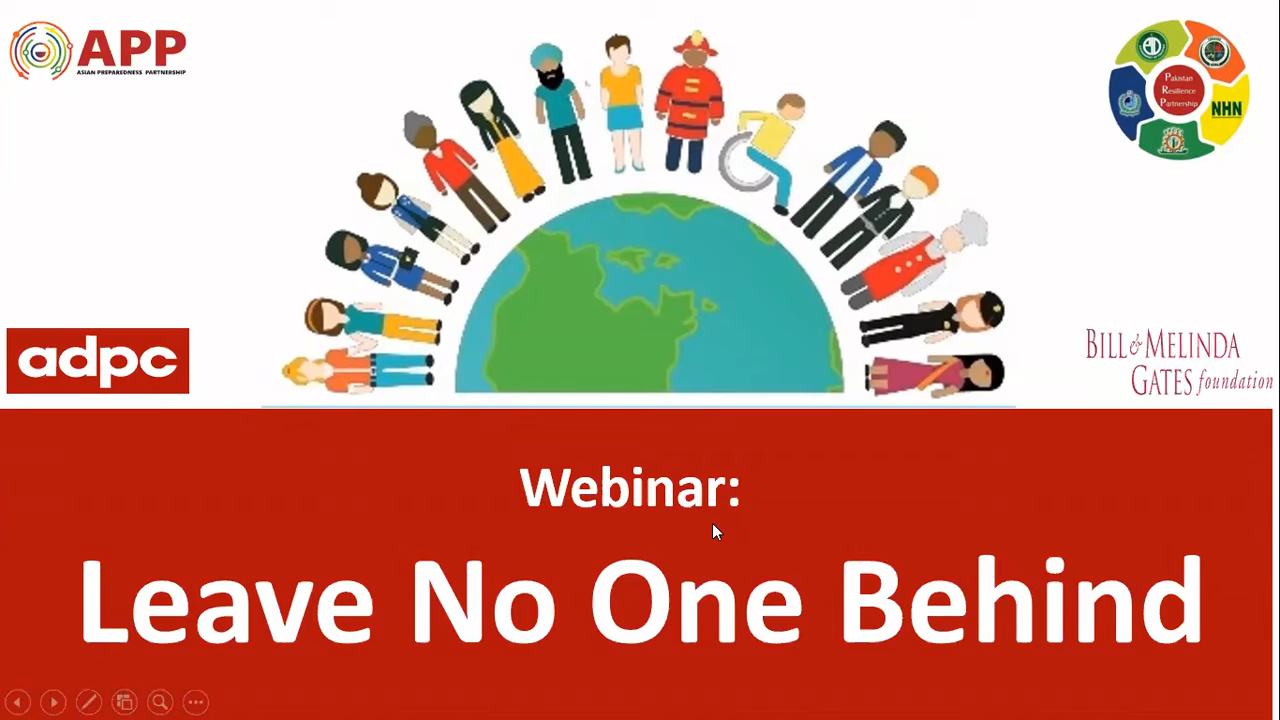 APP
ASIAN PREPAREDNESS PARTNERSHIP
Pakistan
Resilience
Partnership
NHN
adpc
BILL & MELINDA
GATES foundation
Webinar:
Leave No One Behind